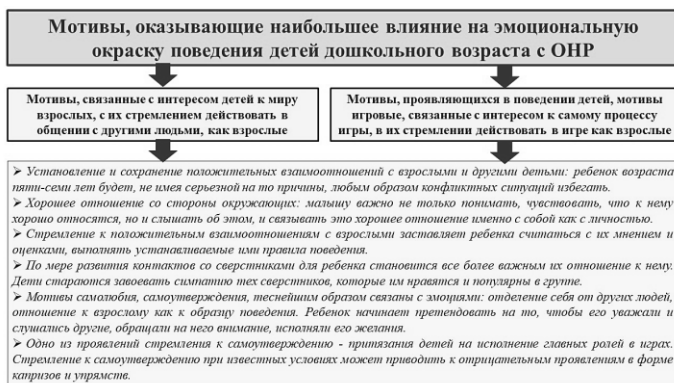 Мотивы, оказывающие наибольшее влияние на эмоциональную
окраску поведения детей дошкольного возраста с ОНР
Мотивы, связанные с интересом детей к миру
взрослых, с их стремлением действовать в
общении с другими людьми, как взрослые
Мотивы, проявляющихся в поведении детей, мотивы
игровые, связанные с интересом к самому процессу
игры, в их стремлении действовать в игре как взрослые
➢ Установление и сохранение положительных взаимоотношений с взрослыми и другими детьми: ребенок возраста
пяти-семи лет будет, не имея серьезной на то причины, любым образом конфликтных ситуаций избегать.
➢ Хорошее отношение со стороны окружающих: малышу важно не только понимать, чувствовать, что к нему
хорошо относятся, но и слышать об этом, и связывать это хорошее отношение именно с собой как с личностью.
➢ Стремление к положительным взаимоотношениям с взрослыми заставляет ребенка считаться с их мнением и
оценками, выполнять устанавливаемые ими правила поведения.
➢ По мере развития контактов со сверстниками для ребенка становится все более важным их отношение к нему.
Дети стараются завоевать симпатию тех сверстников, которые им нравятся и популярны в группе.
➢ Мотивы самолюбия, самоутверждения, теснейшим образом связаны с эмоциями: отделение себя от других людей,
отношение к взрослому как к образцу поведения. Ребенок начинает претендовать на то, чтобы его уважали и
слушались другие, обращали на него внимание, исполняли его желания.
➢ Одно из проявлений стремления к самоутверждению - притязания детей на исполнение главных ролей в играх.
Стремление к самоутверждению при известных условиях может приводить к отрицательным проявлениям в форме
капризов и упрямств.